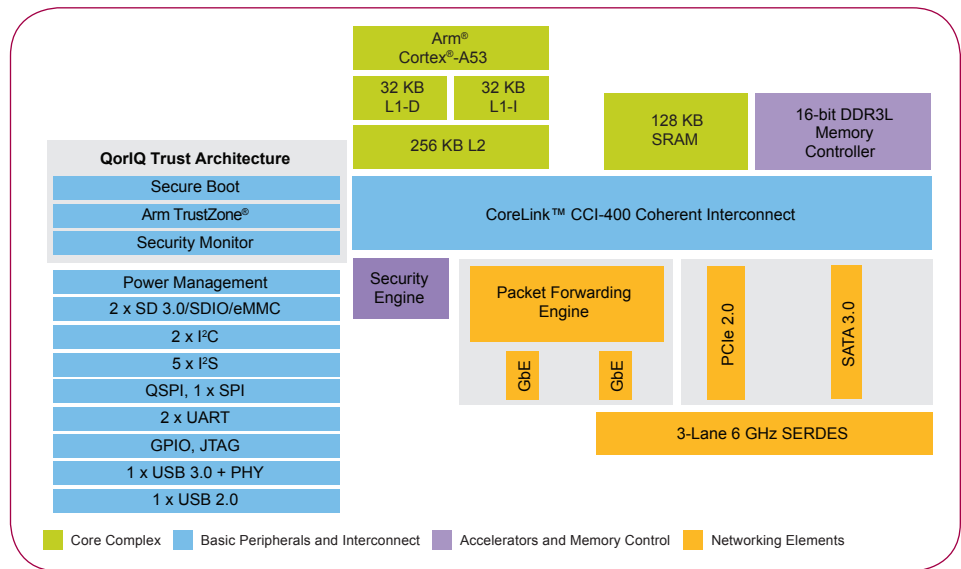 Arm®
Cortex®-A53
32 KB
L1-D
32 KB
L1-I
256 KB L2
128 KB
SRAM
16-bit DDR3L
Memory
Controller
QorIQ Trust Architecture
Secure Boot
Arm TrustZone®
Security Monitor
CoreLink™ CCI-400 Coherent Interconnect
Power Management
2 x SD 3.0/SDIO/eMMC
2 x I²C
5 x I²S
QSPI, 1 x SPI
2 x UART
GPIO, JTAG
1 x USB 3.0 + PHY
1 x USB 2.0
Security
Engine
Packet Forwarding
Engine
GbE
GbE
PCIe 2.0
SATA 3.0
3-Lane 6 GHz SERDES
Core Complex
Basic Peripherals and Interconnect
Accelerators and Memory Control
Networking Elements